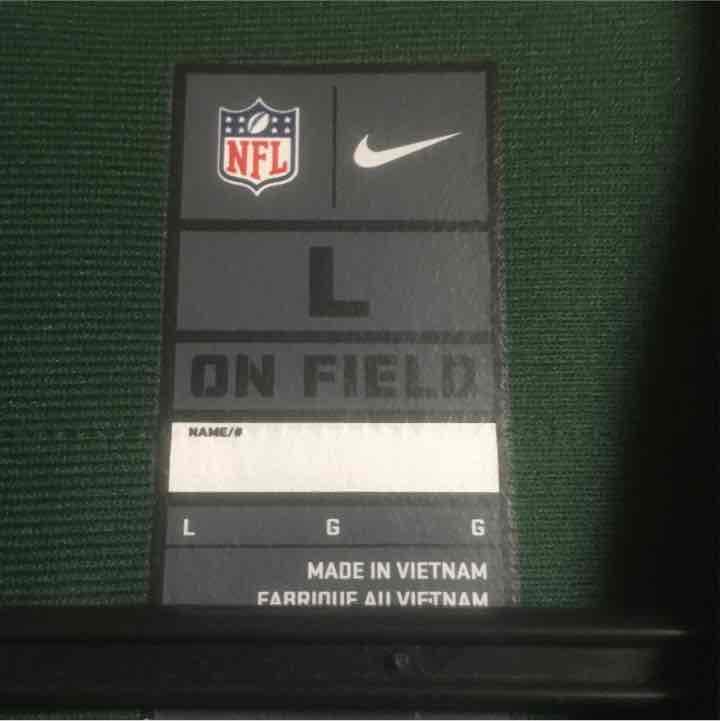 NFL
L
ON FIELD
NAME/#
L G G
MADE IN VIETNAM
FABRIQUE AU VIETNAM